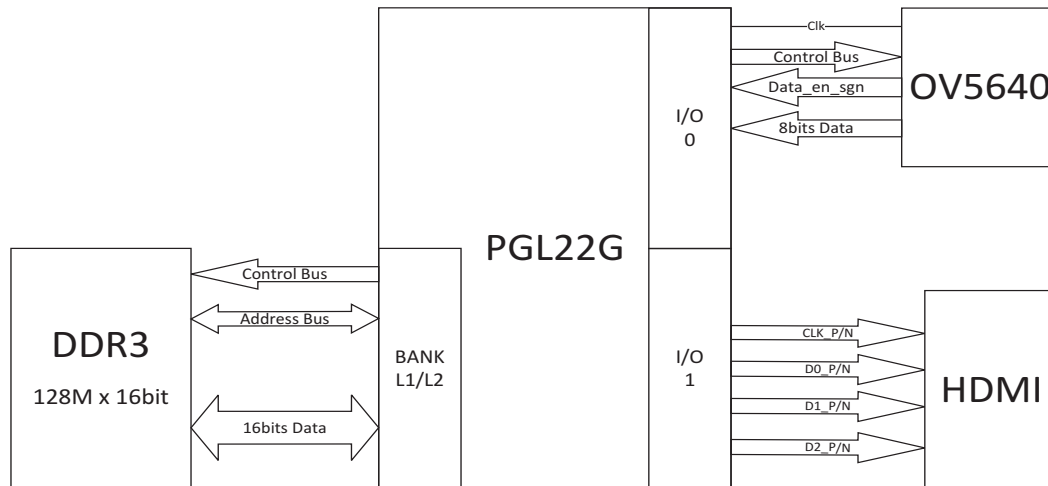 Clk
Control Bus
Data_en_sgn
8bits Data
OV5640
I/O
0
PGL22G
DDR3
128M x 16bit
Control Bus
Address Bus
16bits Data
BANK
L1/L2
I/O
1
CLK_P/N
D0_P/N
D1_P/N
D2_P/N
HDMI